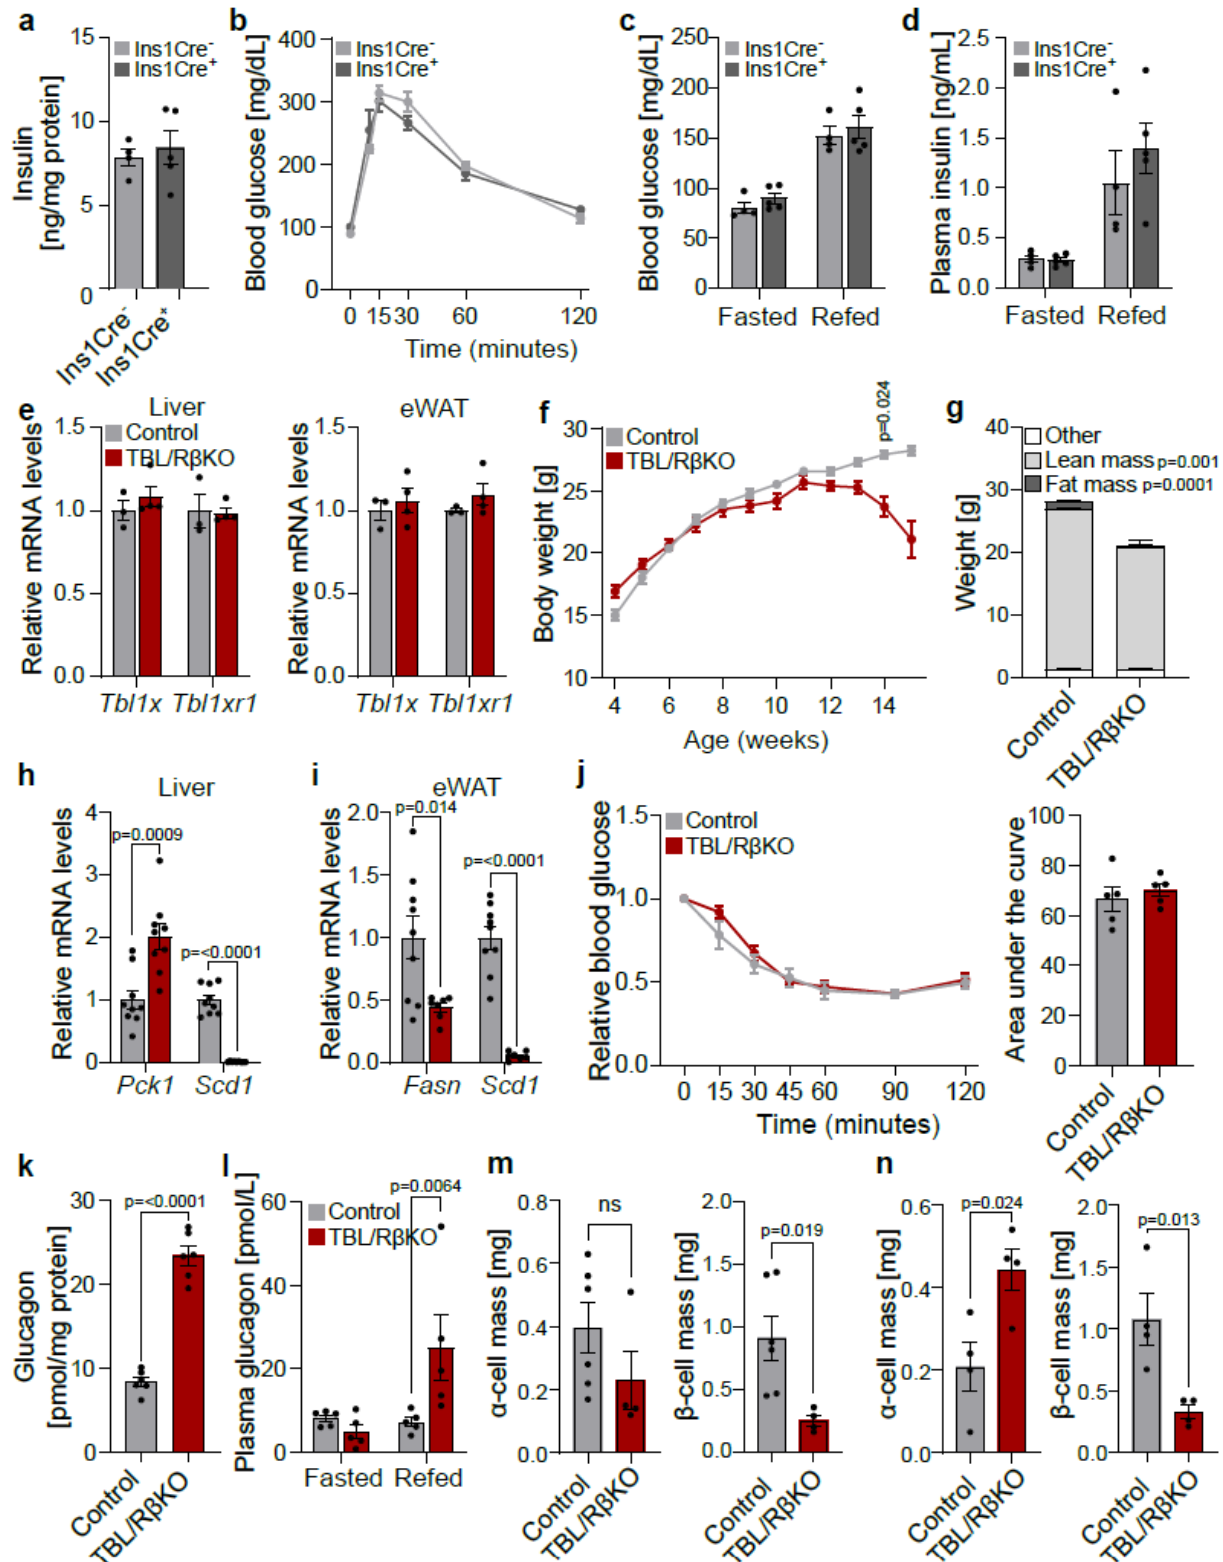 a
Insulin
[ng/mg protein]
15
10
5
0
Ins1Cre-
Ins1Cre+
Ins1Cre-
Ins1Cre+
b
Blood glucose [mg/dL]
400
300
200
100
0
Ins1Cre-
Ins1Cre+
0 15 30 60 120
Time (minutes)
c
Blood glucose [mg/dL]
250
200
150
100
50
0
Ins1Cre-
Ins1Cre+
Fasted Refed
d
Plasma insulin [ng/mL]
2.5
2.0
1.5
1.0
0.5
0.0
Ins1Cre-
Ins1Cre+
Fasted Refed
e
Liver
Relative mRNA levels
1.5
1.0
0.5
0.0
Control
TBL/RβKO
Tbl1x Tbl1xr1
eWAT
Relative mRNA levels
1.5
1.0
0.5
0.0
Tbl1x Tbl1xr1
f
Body weight [g]
30
25
20
15
10
Control
TBL/RβKO
p=0.024
4 6 8 10 12 14
Age (weeks)
g
Weight [g]
40
30
20
10
0
Other
Lean mass p=0.001
Fat mass p=0.0001
Control
TBL/RβKO
h
Liver
Relative mRNA levels
4
3
2
1
0
p=0.0009
p=<0.0001
Pck1 Scd1
i
eWAT
Relative mRNA levels
2.0
1.5
1.0
0.5
0.0
p=0.014
p=<0.0001
Fasn Scd1
j
Relative blood glucose
1.5
1.0
0.5
0.0
Control
TBL/RβKO
0 15 30 45 60 90 120
Time (minutes)
Area under the curve
100
80
60
40
20
0
Control
TBL/RβKO
k
Glucagon
[pmol/mg protein]
30
20
10
0
p=<0.0001
Control
TBL/RβKO
l
Plasma glucagon [pmol/L]
60
40
20
0
Control
TBL/RβKO
p=0.0064
Fasted Refed
m
α-cell mass [mg]
0.8
0.6
0.4
0.2
0.0
ns
Control
TBL/RβKO
β-cell mass [mg]
2.0
1.5
1.0
0.5
0.0
p=0.019
Control
TBL/RβKO
n
α-cell mass [mg]
0.6
0.4
0.2
0.0
p=0.024
Control
TBL/RβKO
β-cell mass [mg]
2.0
1.5
1.0
0.5
0.0
p=0.013
Control
TBL/RβKO